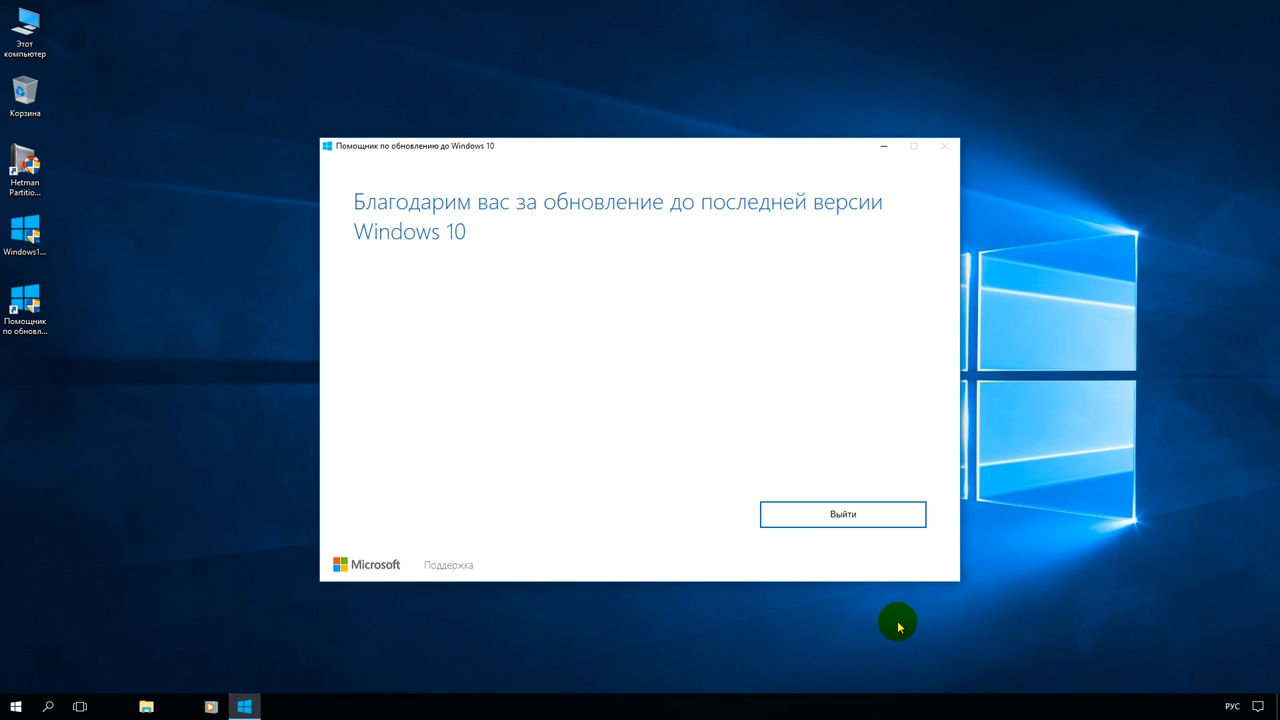 Этот
компьютер
Корзина
Hetman
Partitio...
Windows1...
Помощник
по обновл...
Помощник по обновлению до Windows 10
Благодарим вас за обновление до последней версии
Windows 10
Выйти
Microsoft
Поддержка
РУС